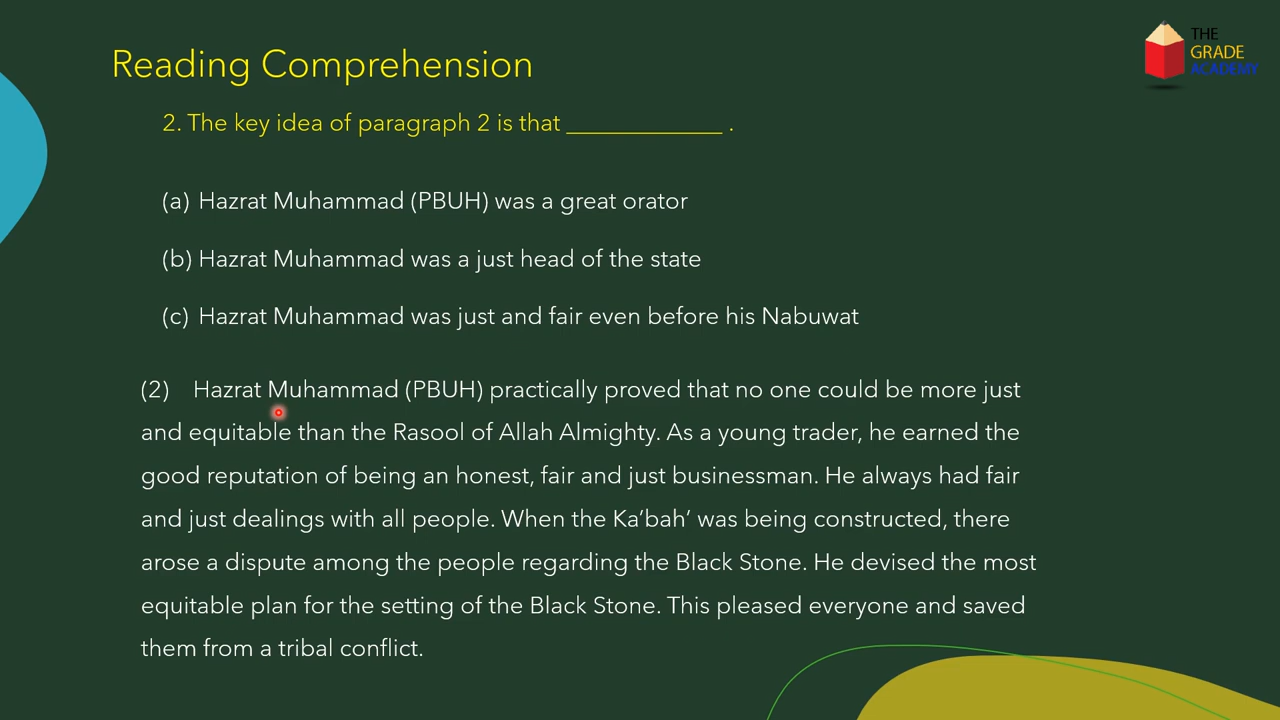 THE
GRADE
ACADEMY
Reading Comprehension
2. The key idea of paragraph 2 is that ____________ .
(a) Hazrat Muhammad (PBUH) was a great orator
(b) Hazrat Muhammad was a just head of the state
(c) Hazrat Muhammad was just and fair even before his Nabuwat
(2) Hazrat Muhammad (PBUH) practically proved that no one could be more just
and equitable than the Rasool of Allah Almighty. As a young trader, he earned the
good reputation of being an honest, fair and just businessman. He always had fair
and just dealings with all people. When the Ka’bah’ was being constructed, there
arose a dispute among the people regarding the Black Stone. He devised the most
equitable plan for the setting of the Black Stone. This pleased everyone and saved
them from a tribal conflict.